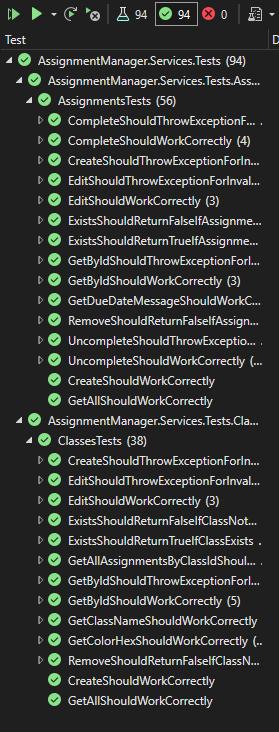 94 94 0
Test D
AssignmentManager.Services.Tests (94)
AssignmentManager.Services.Tests.Ass...
AssignmentsTests (56)
CompleteShouldThrowExceptionF...
CompleteShouldWorkCorrectly (4)
CreateShouldThrowExceptionForIn...
EditShouldThrowExceptionForInval...
EditShouldWorkCorrectly (3)
ExistsShouldReturnFalseIfAssignme...
ExistsShouldReturnTrueIfAssignme...
GetByIdShouldThrowExceptionForI...
GetByIdShouldWorkCorrectly (3)
GetDueDateMessageShouldWorkC...
RemoveShouldReturnFalseIfAssign...
UncompleteShouldThrowExceptio...
UncompleteShouldWorkCorrectly (...
CreateShouldWorkCorrectly
GetAllShouldWorkCorrectly
AssignmentManager.Services.Tests.Cla...
ClassesTests (38)
CreateShouldThrowExceptionForIn...
EditShouldThrowExceptionForInval...
EditShouldWorkCorrectly (3)
ExistsShouldReturnFalseIfClassNot...
ExistsShouldReturnTrueIfClassExists ...
GetAllAssignmentsByClassIdShoul...
GetByIdShouldThrowExceptionForI...
GetByIdShouldWorkCorrectly (5)
GetClassNameShouldWorkCorrectly
GetColorHexShouldWorkCorrectly (...
RemoveShouldReturnFalseIfClassN...
CreateShouldWorkCorrectly
GetAllShouldWorkCorrectly